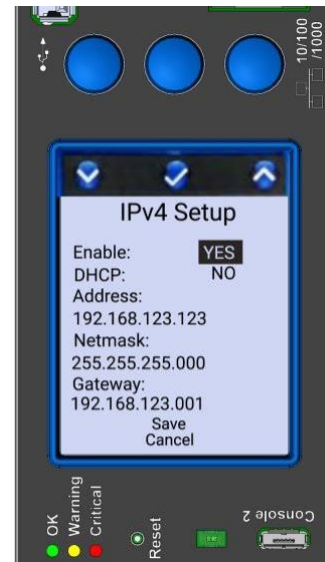 10/100
/1000
IPv4 Setup
Enable: YES
DHCP: NO
Address:
192.168.123.123
Netmask:
255.255.255.000
Gateway:
192.168.123.001
Save
Cancel
OK
Warning
Critical
Reset
Console 2